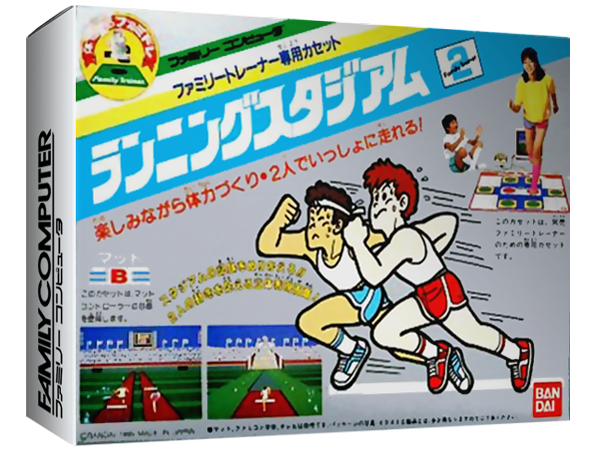 Family Trainer
ファミリー コンピュータ
ファミリートレーナー専用カセット
ランニングスタジアム
2
楽しみながら体力づくり・2人でいっしょに走れる！
このカセットは、別売
ファミリートレーナー
のための専用カセット
です。
マット
B
このカセットは、マット
コントローラーのB面
を使用します。
BAN
DAI
FAMILY COMPUTER
ファミリー コンピュータ